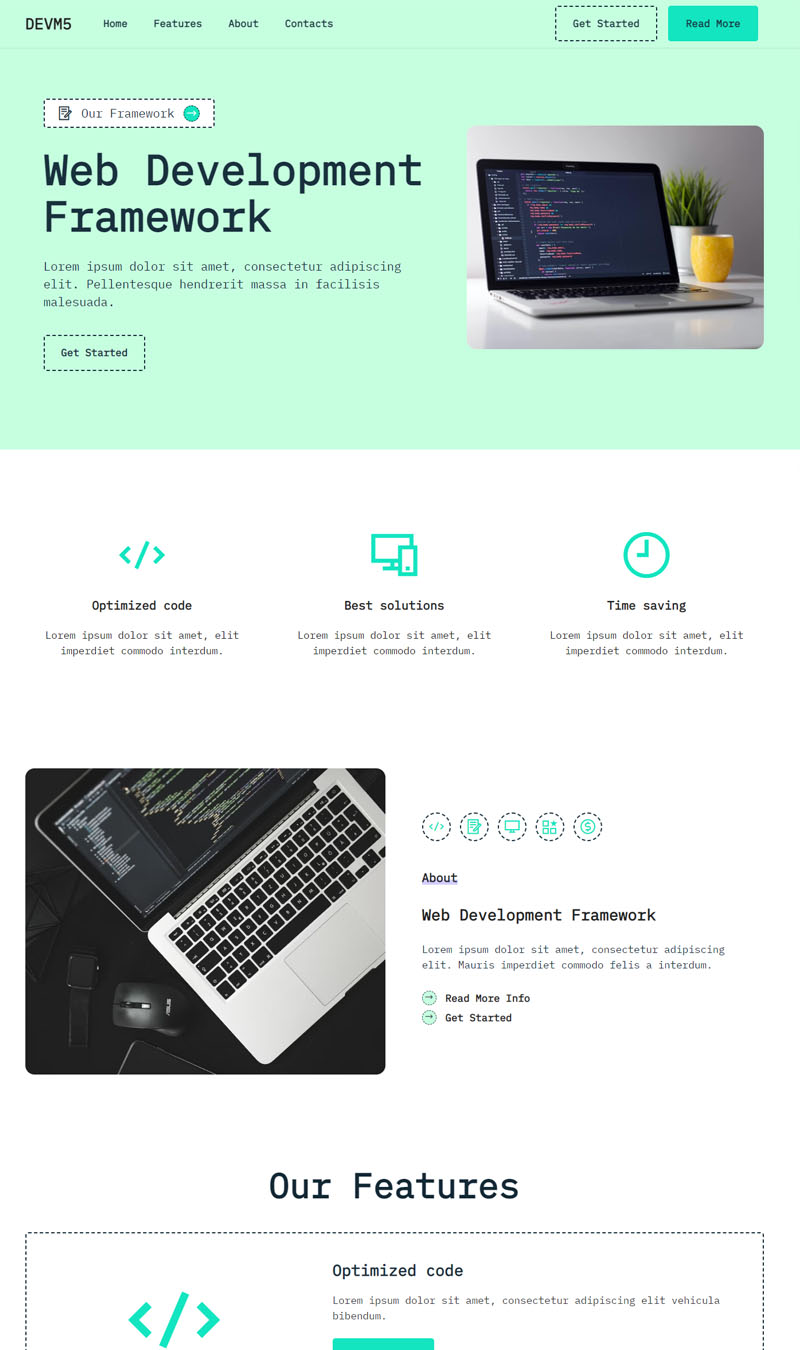 DEVM5
Home
Features
About
Contacts
Get Started
Read More
Our Framework
Web Development
Framework
Lorem ipsum dolor sit amet, consectetur adipiscing
elit. Pellentesque hendrerit massa in facilisis
malesuada.
Get Started
Optimized code
Lorem ipsum dolor sit amet, elit
imperdiet commodo interdum.
Best solutions
Lorem ipsum dolor sit amet, elit
imperdiet commodo interdum.
Time saving
Lorem ipsum dolor sit amet, elit
imperdiet commodo interdum.
About
Web Development Framework
Lorem ipsum dolor sit amet, consectetur adipiscing
elit. Mauris imperdiet commodo felis a interdum.
Read More Info
Get Started
Our Features
Optimized code
Lorem ipsum dolor sit amet, consectetur adipiscing elit vehicula
bibendum.